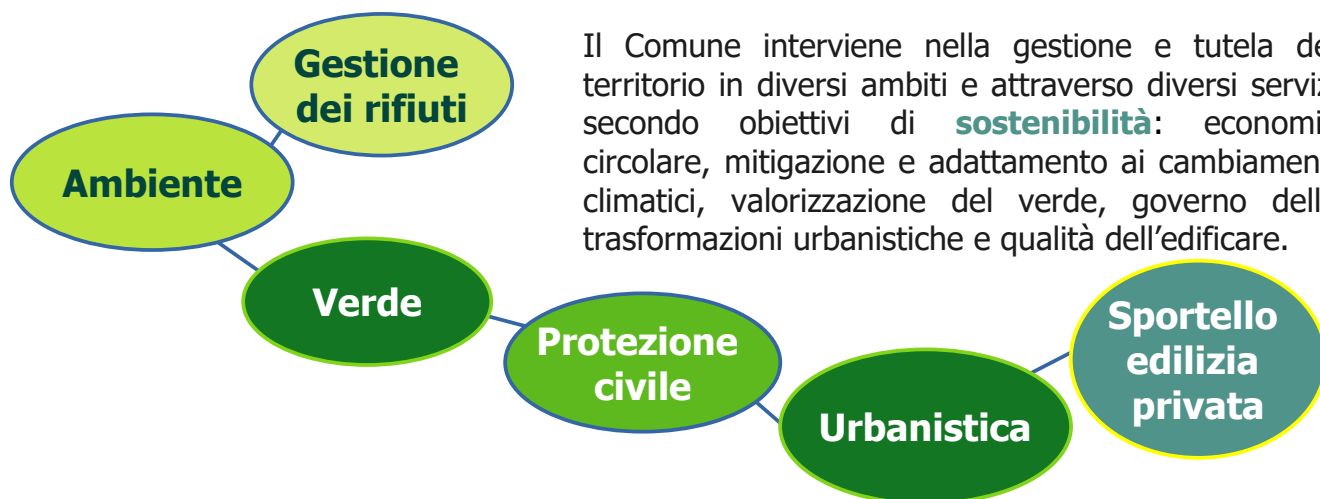 Gestione
dei rifiuti
Ambiente
Verde
Protezione
civile
Urbanistica
Sportello
edilizia
privata
Il Comune interviene nella gestione e tutela de
territorio in diversi ambiti e attraverso diversi serviz
secondo obiettivi di sostenibilità: economi
circolare, mitigazione e adattamento ai cambiamen
climatici, valorizzazione del verde, governo dell
trasformazioni urbanistiche e qualità dell’edificare.